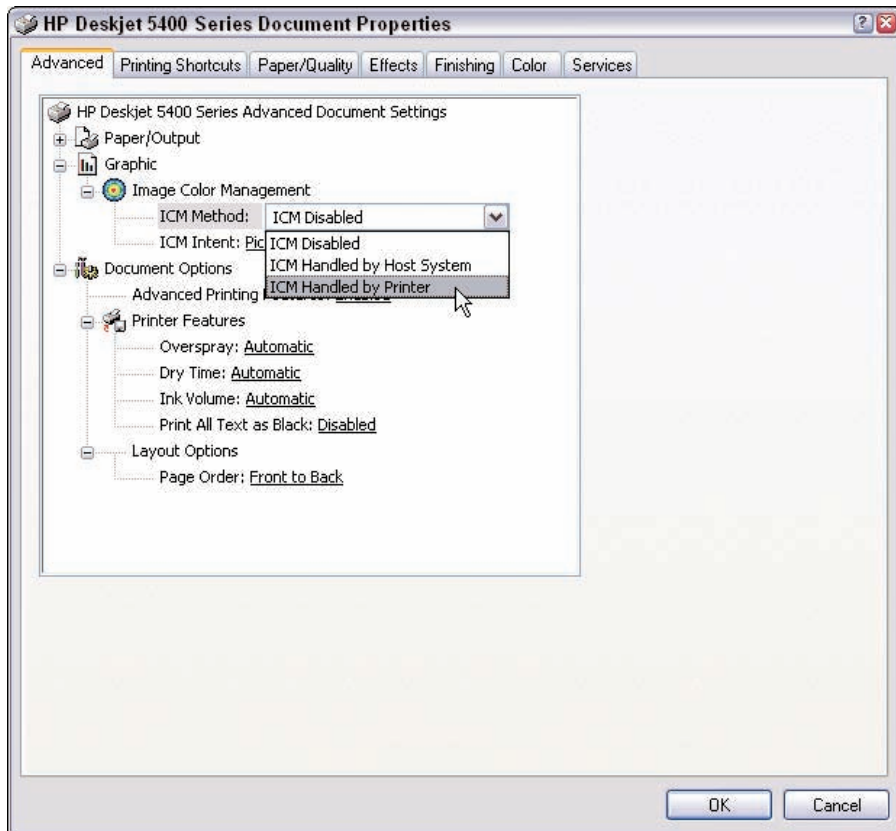 HP Deskjet 5400 Series Document Properties
Advanced Printing Shortcuts Paper/Quality Effects Finishing Color Services
HP Deskjet 5400 Series Advanced Document Settings
Paper/Output
Graphic
Image Color Management
ICM Method: ICM Disabled
ICM Intent:
ICM Disabled
ICM Handled by Host System
ICM Handled by Printer
Document Options
Advanced Printing
Printer Features
Overspray: Automatic
Dry Time: Automatic
Ink Volume: Automatic
Print All Text as Black: Disabled
Layout Options
Page Order: Front to Back
OK Cancel